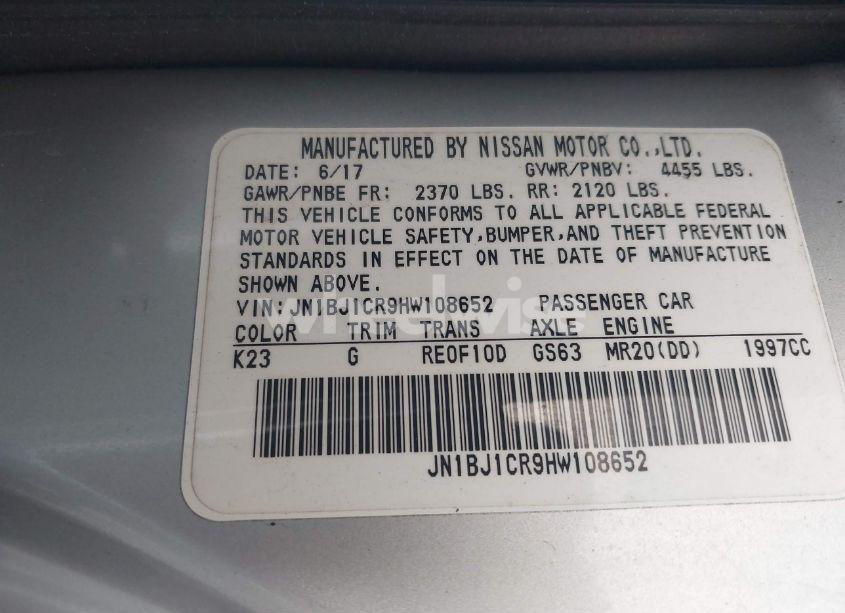 MANUFACTURED BY NISSAN MOTOR CO.,LTD.
DATE: 6/17 GVWR/PNBV: 4455 LBS.
GAWR/PNBE FR: 2370 LBS. RR: 2120 LBS.
THIS VEHICLE CONFORMS TO ALL APPLICABLE FEDERAL
MOTOR VEHICLE SAFETY,BUMPER,AND THEFT PREVENTION
STANDARDS IN EFFECT ON THE DATE OF MANUFACTURE
SHOWN ABOVE.
VIN:JN1BJ1CR9HW108652 PASSENGER CAR
COLOR TRIM TRANS AXLE ENGINE
K23 G RE0F10D GS63 MR20(DD) 1997CC
JN1BJ1CR9HW108652